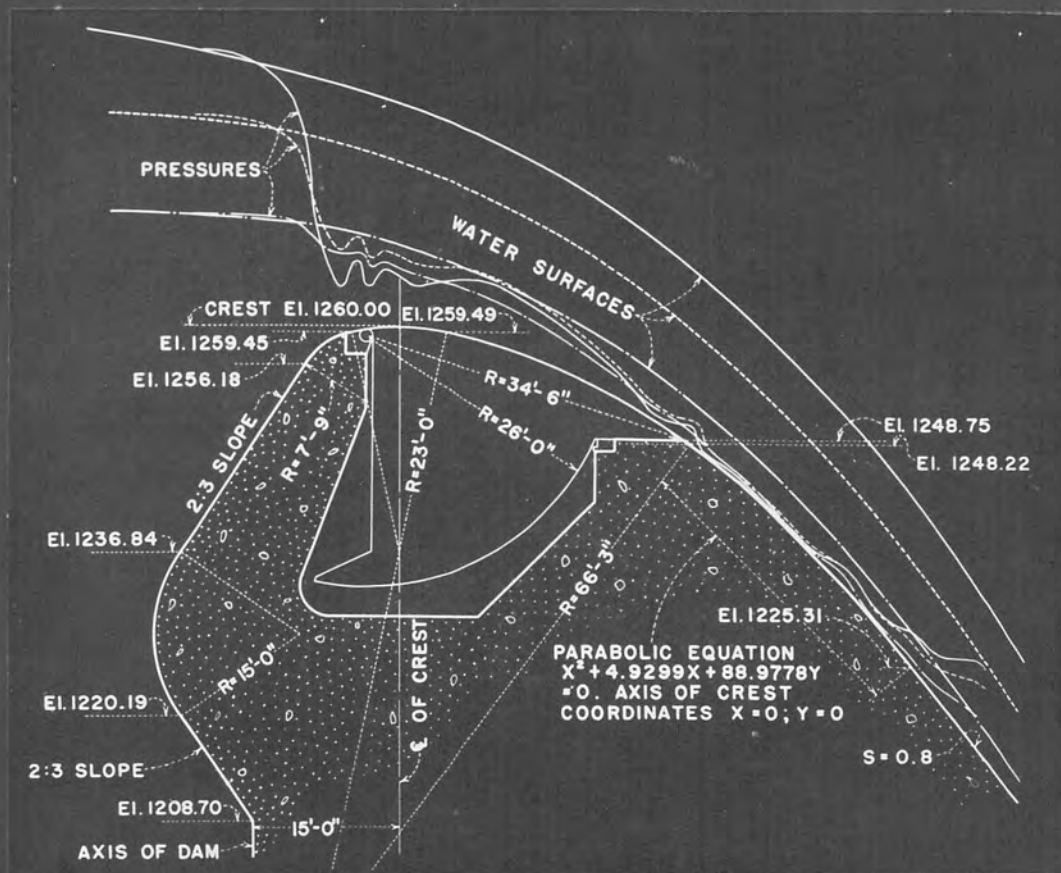 PRESSURES
WATER SURFACES
CREST El. 1260.00
El. 1259.49
El. 1259.45
El. 1256.18
R=34'-6"
R=26'-0"
R=7'-9"
R=23'-0"
2:3 SLOPE
El. 1248.75
El. 1248.22
El. 1236.84
R=66'-3"
El. 1225.31
PARABOLIC EQUATION
X²+4.9299X+88.9778Y
=0. AXIS OF CREST
COORDINATES X=0; Y=0
R=15'-0"
El. 1220.19
℄ OF CREST
2:3 SLOPE
S=0.8
El. 1208.70
15'-0"
AXIS OF DAM